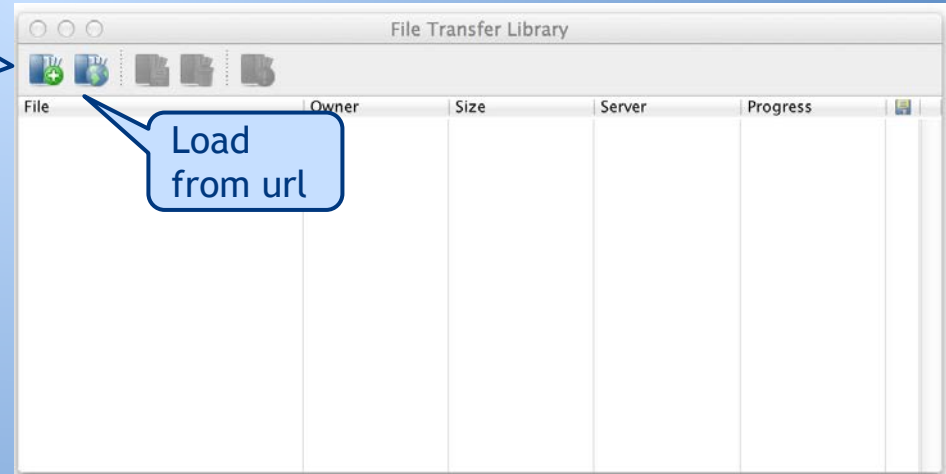 File Transfer Library
File Owner Size Server Progress
Load
from url